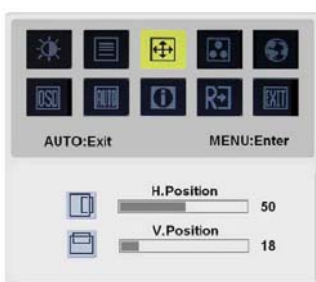 OSD AUTO i R EXIT
AUTO:Exit MENU:Enter
H.Position
50
V.Position
18